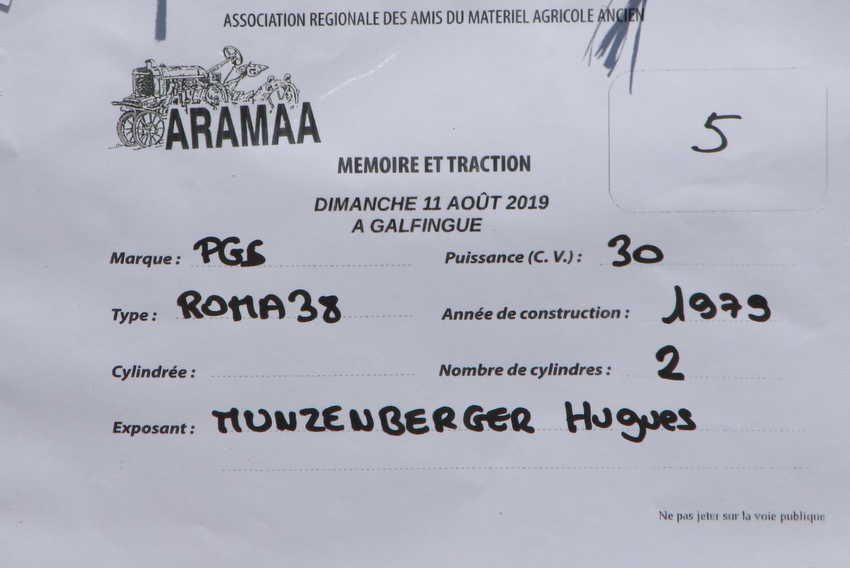 ASSOCIATION REGIONALE DES AMIS DU MATERIEL AGRICOLE ANCIEN
ARAMAA
5
MEMOIRE ET TRACTION
DIMANCHE 11 AOÛT 2019
A GALFINGUE
Marque : PGS Puissance (C. V.) : 30
Type : ROMA 38 Année de construction : 1979
Cylindrée : Nombre de cylindres : 2
Exposant : MUNZENBERGER Hugues
Ne pas jeter sur la voie publique